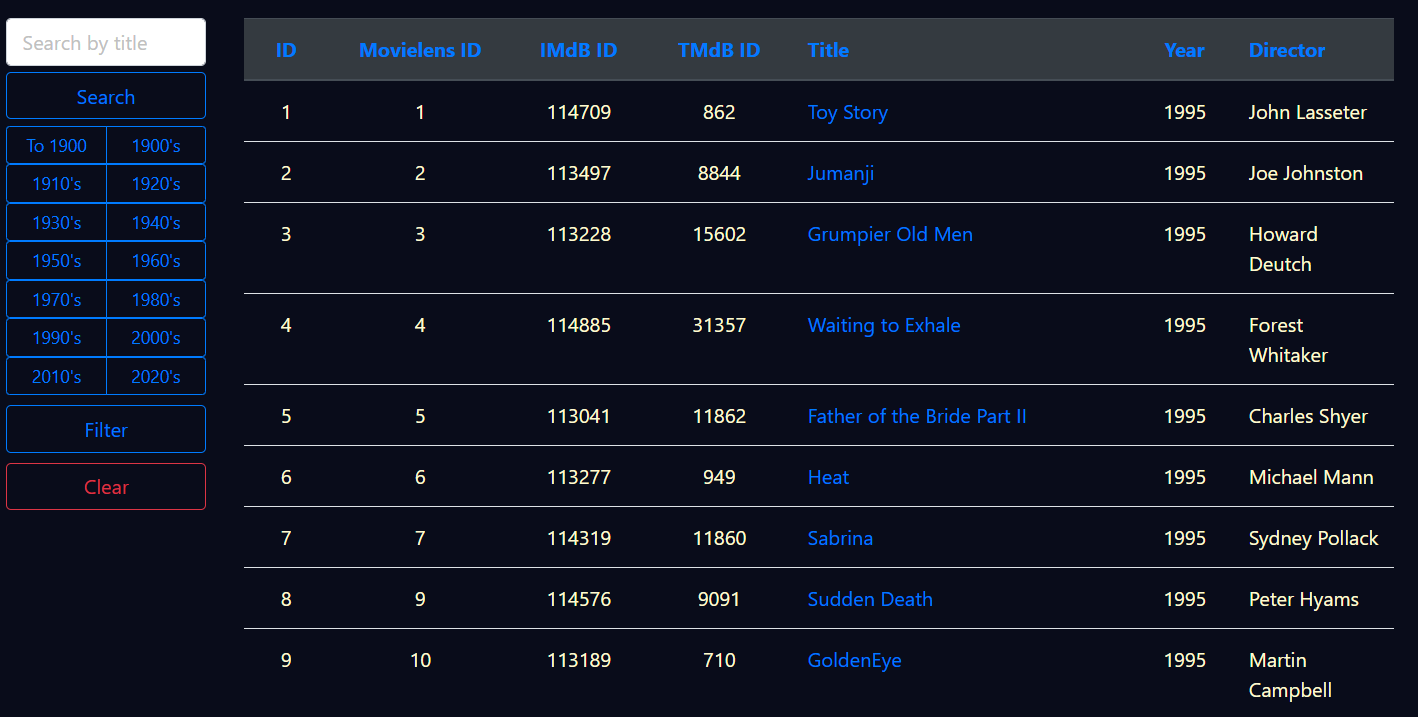 Search by title
Search
To 1900 1900's
1910's 1920's
1930's 1940's
1950's 1960's
1970's 1980's
1990's 2000's
2010's 2020's
Filter
Clear
ID Movielens ID IMdB ID TMdB ID Title Year Director
1 1 114709 862 Toy Story 1995 John Lasseter
2 2 113497 8844 Jumanji 1995 Joe Johnston
3 3 113228 15602 Grumpier Old Men 1995 Howard
Deutch
4 4 114885 31357 Waiting to Exhale 1995 Forest
Whitaker
5 5 113041 11862 Father of the Bride Part II 1995 Charles Shyer
6 6 113277 949 Heat 1995 Michael Mann
7 7 114319 11860 Sabrina 1995 Sydney Pollack
8 9 114576 9091 Sudden Death 1995 Peter Hyams
9 10 113189 710 GoldenEye 1995 Martin
Campbell